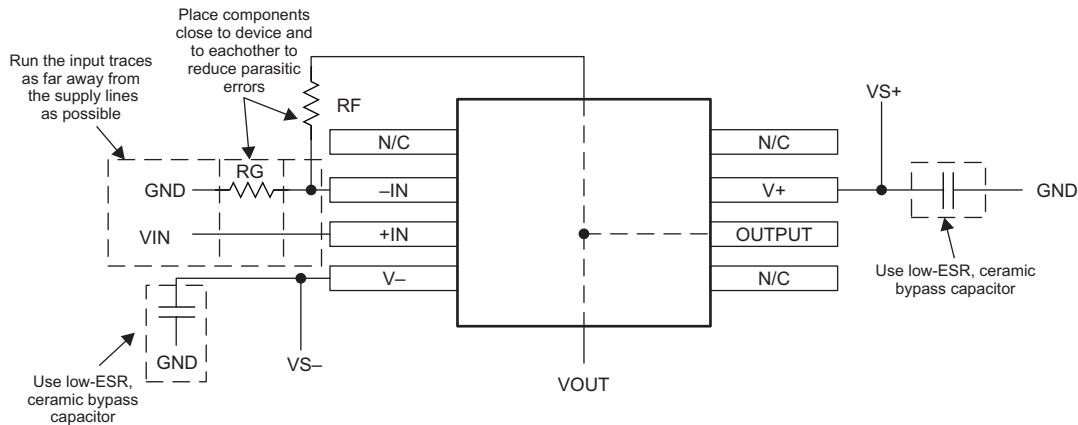 Place components
close to device and
to eachother to
reduce parasitic
errors
Run the input traces
as far away from
the supply lines
as possible
RF
VS+
N/C
N/C
RG
GND
–IN
V+
GND
VIN
+IN
OUTPUT
V–
N/C
Use low-ESR, ceramic
bypass capacitor
GND
VS–
VOUT
Use low-ESR,
ceramic bypass
capacitor